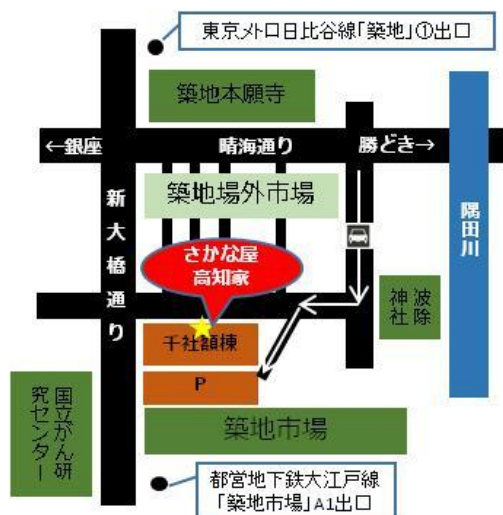 東京メトロ日比谷線「築地」①出口
築地本願寺
←銀座
晴海通り
勝どき→
新大橋通り
築地場外市場
隅田川
さかな屋
高知家
波除
神社
千社額棟
P
国立がん研
究センター
築地市場
都営地下鉄大江戸線
「築地市場」A1出口